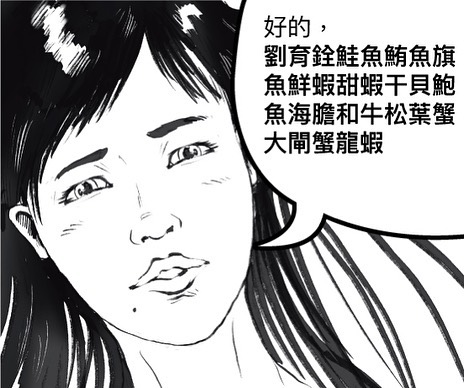 好的，
劉育銓鮭魚鮪魚旗
魚鮮蝦甜蝦干貝鮑
魚海膽和牛松葉蟹
大閘蟹龍蝦